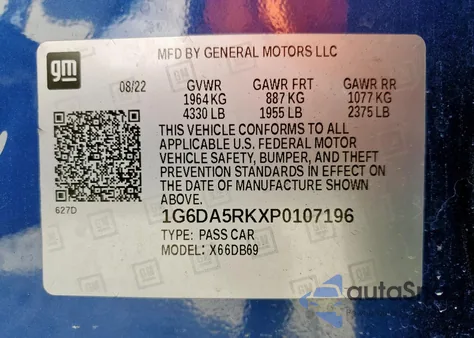 gm
MFD BY GENERAL MOTORS LLC
08/22 GVWR GAWR FRT GAWR RR
1964 KG 887 KG 1077 KG
4330 LB 1955 LB 2375 LB
THIS VEHICLE CONFORMS TO ALL
APPLICABLE U.S. FEDERAL MOTOR
VEHICLE SAFETY, BUMPER, AND THEFT
PREVENTION STANDARDS IN EFFECT ON
THE DATE OF MANUFACTURE SHOWN
ABOVE.
627D
1G6DA5RKXP0107196
TYPE: PASS CAR
MODEL: X66DB69